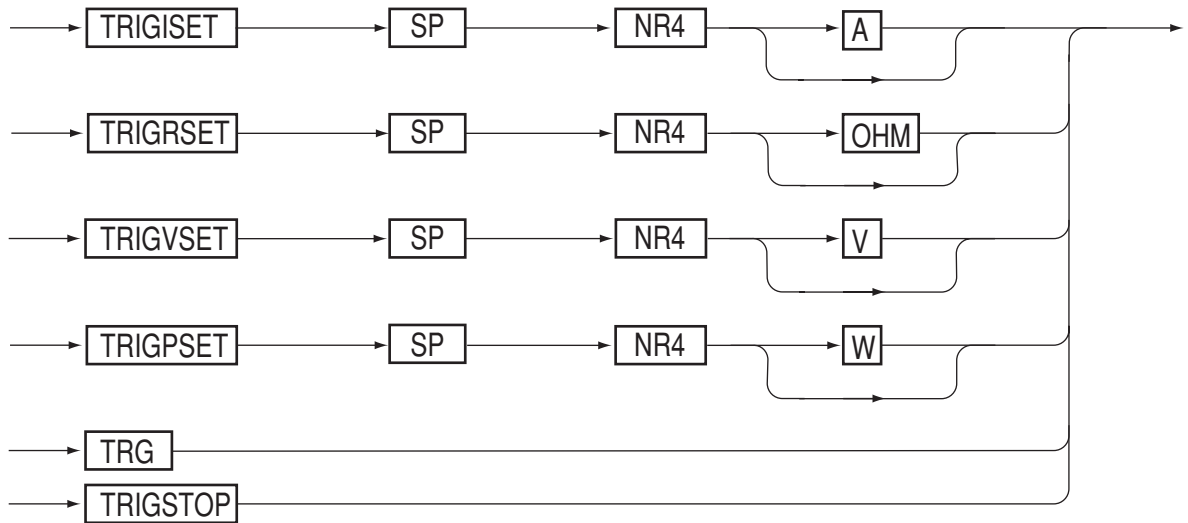 TRIGISET SP NR4 A
TRIGRSET SP NR4 OHM
TRIGVSET SP NR4 V
TRIGPSET SP NR4 W
TRG
TRIGSTOP